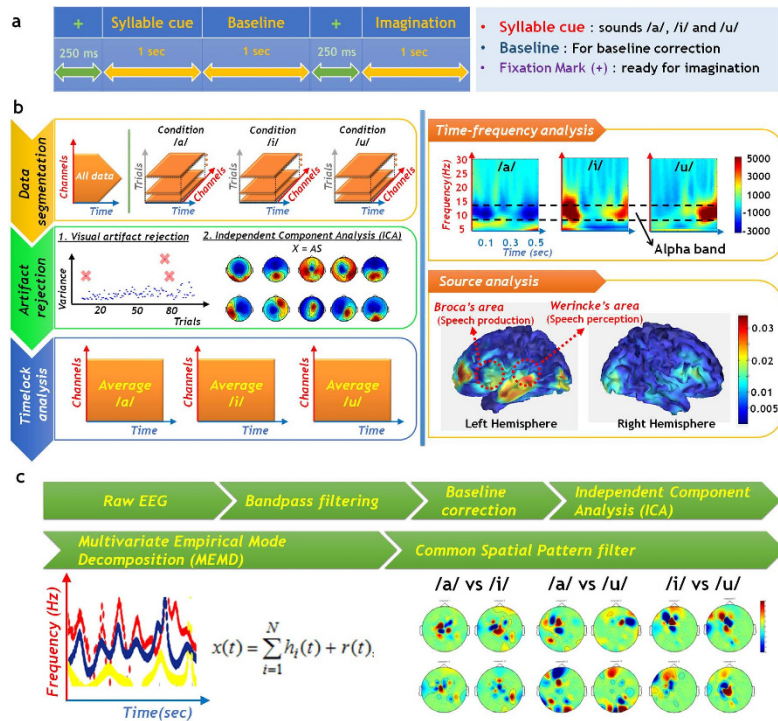 a
+ Syllable cue Baseline + Imagination
250 ms 1 sec 1 sec 250 ms 1 sec
• Syllable cue : sounds /a/, /i/ and /u/
• Baseline : For baseline correction
• Fixation Mark (+) : ready for imagination
b
Data segmentation
Channels
All data
Time
Condition /a/
Condition /i/
Condition /u/
Trials
Channels
Time
Trials
Channels
Time
Trials
Channels
Time
Artifact rejection
1. Visual artifact rejection
Variance
20 50 80
Trials
2. Independent Component Analysis (ICA)
X = AS
Timelock analysis
Channels
Average /a/
Time
Channels
Average /i/
Time
Channels
Average /u/
Time
Time-frequency analysis
Frequency(Hz)
30
25
20
15
10
5
/a/ /i/ /u/
0.1 0.3 0.5
Time (sec)
Alpha band
5000
3000
1000
-1000
-3000
Source analysis
Broca's area
(Speech production)
Werincke's area
(Speech perception)
Left Hemisphere
Right Hemisphere
0.03
0.01
0.005
c
Raw EEG
Bandpass filtering
Baseline correction
Independent Component Analysis (ICA)
Multivariate Empirical Mode Decomposition (MEMD)
Common Spatial Pattern filter
Frequency (Hz)
Time(sec)
x(t) = ∑ᵢ₌₁ᴺ hᵢ(t) + r(t);
/a/ vs /i/ /a/ vs /u/ /i/ vs /u/